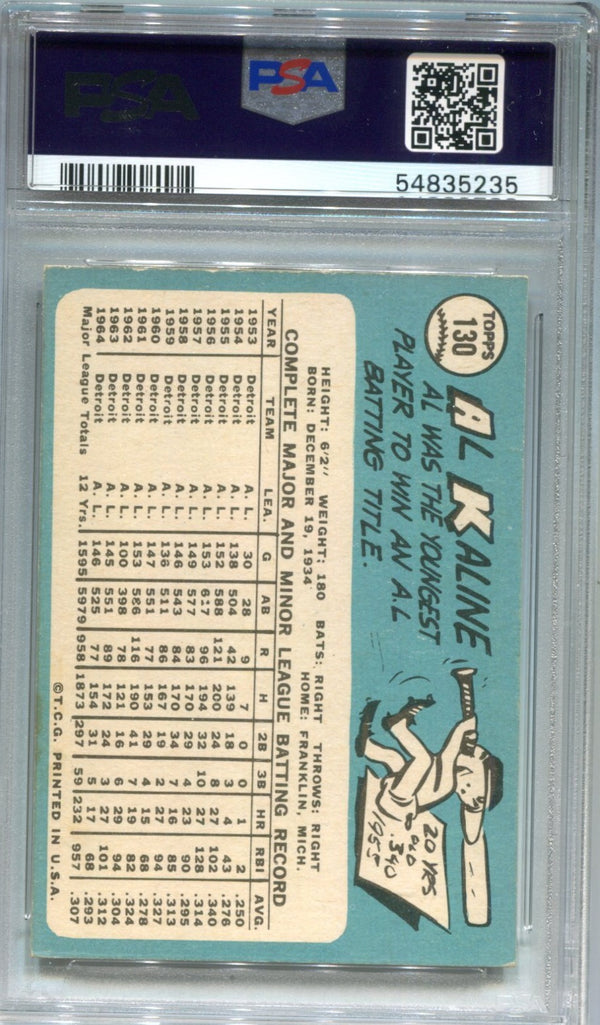 PSA
PSA
54835235
TOPPS
130
AL KALINE
AL WAS THE YOUNGEST
PLAYER TO WIN AN A.L
BATTING TITLE.
20 YRS
OLD
.340
1955
HEIGHT: 6'2" WEIGHT: 180 BATS: RIGHT THROWS: RIGHT
BORN: DECEMBER 19, 1934 HOME: FRANKLIN, MICH.
COMPLETE MAJOR AND MINOR LEAGUE BATTING RECORD
YEAR TEAM LEA. G AB R H 2B 3B HR RBI AVG.
1953 Detroit A. L. 30 28 9 7 0 0 1 2 .250
1954 Detroit A. L. 138 504 42 139 18 3 4 43 .276
1955 Detroit A. L. 152 588 121 200 24 8 27 102 .340
1956 Detroit A. L. 153 617 96 194 32 10 27 128 .314
1957 Detroit A. L. 149 577 83 170 29 4 23 90 .295
1958 Detroit A. L. 146 543 84 170 34 7 16 85 .313
1959 Detroit A. L. 136 511 86 167 19 2 27 94 .327
1960 Detroit A. L. 147 551 77 153 29 4 15 68 .278
1961 Detroit A. L. 153 586 116 190 41 7 19 82 .324
1962 Detroit A. L. 100 398 78 121 16 6 29 94 .304
1963 Detroit A. L. 145 551 89 172 24 3 27 101 .312
1964 Detroit A. L. 146 525 77 154 31 5 17 68 .293
Major League Totals 12 Yrs. 1595 5979 958 1873 297 59 232 957 .307
©T.C.G. PRINTED IN U.S.A.